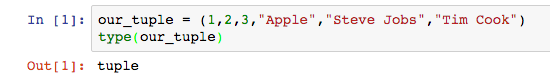 In [1]: our_tuple = (1,2,3,"Apple","Steve Jobs","Tim Cook")
type(our_tuple)
Out[1]: tuple